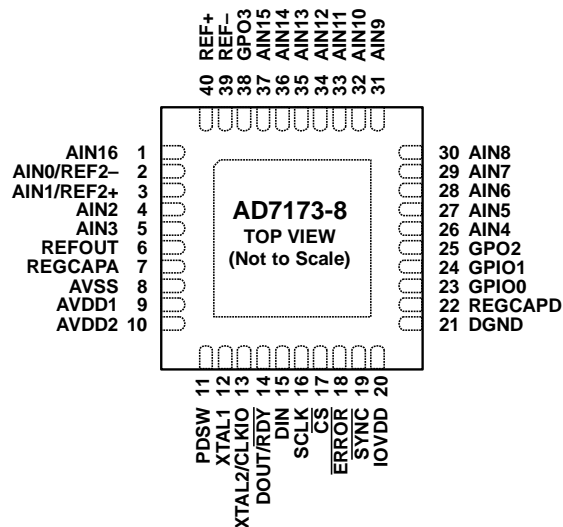 40 REF+
39 REF–
38 GPO3
37 AIN15
36 AIN14
35 AIN13
34 AIN12
33 AIN11
32 AIN10
31 AIN9
AIN16 1
AIN0/REF2– 2
AIN1/REF2+ 3
AIN2 4
AIN3 5
REFOUT 6
REGCAPA 7
AVSS 8
AVDD1 9
AVDD2 10
AD7173-8
TOP VIEW
(Not to Scale)
30 AIN8
29 AIN7
28 AIN6
27 AIN5
26 AIN4
25 GPO2
24 GPIO1
23 GPIO0
22 REGCAPD
21 DGND
PDSW 11
XTAL1 12
XTAL2/CLKIO 13
DOUT/RDY 14
DIN 15
SCLK 16
CS 17
ERROR 18
SYNC 19
IOVDD 20